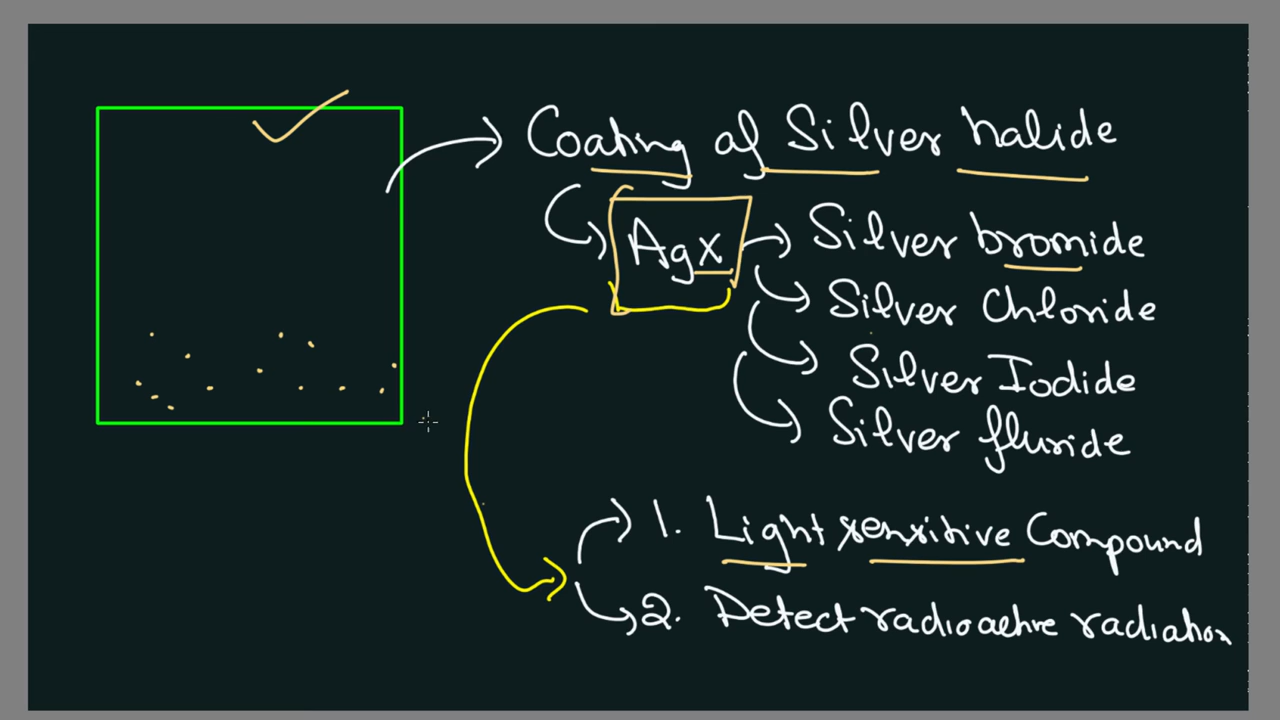 Coating of Silver halide
Agx
Silver bromide
Silver Chloride
Silver Iodide
Silver fluride
1. Light sensitive Compound
2. Detect radioactive radiation